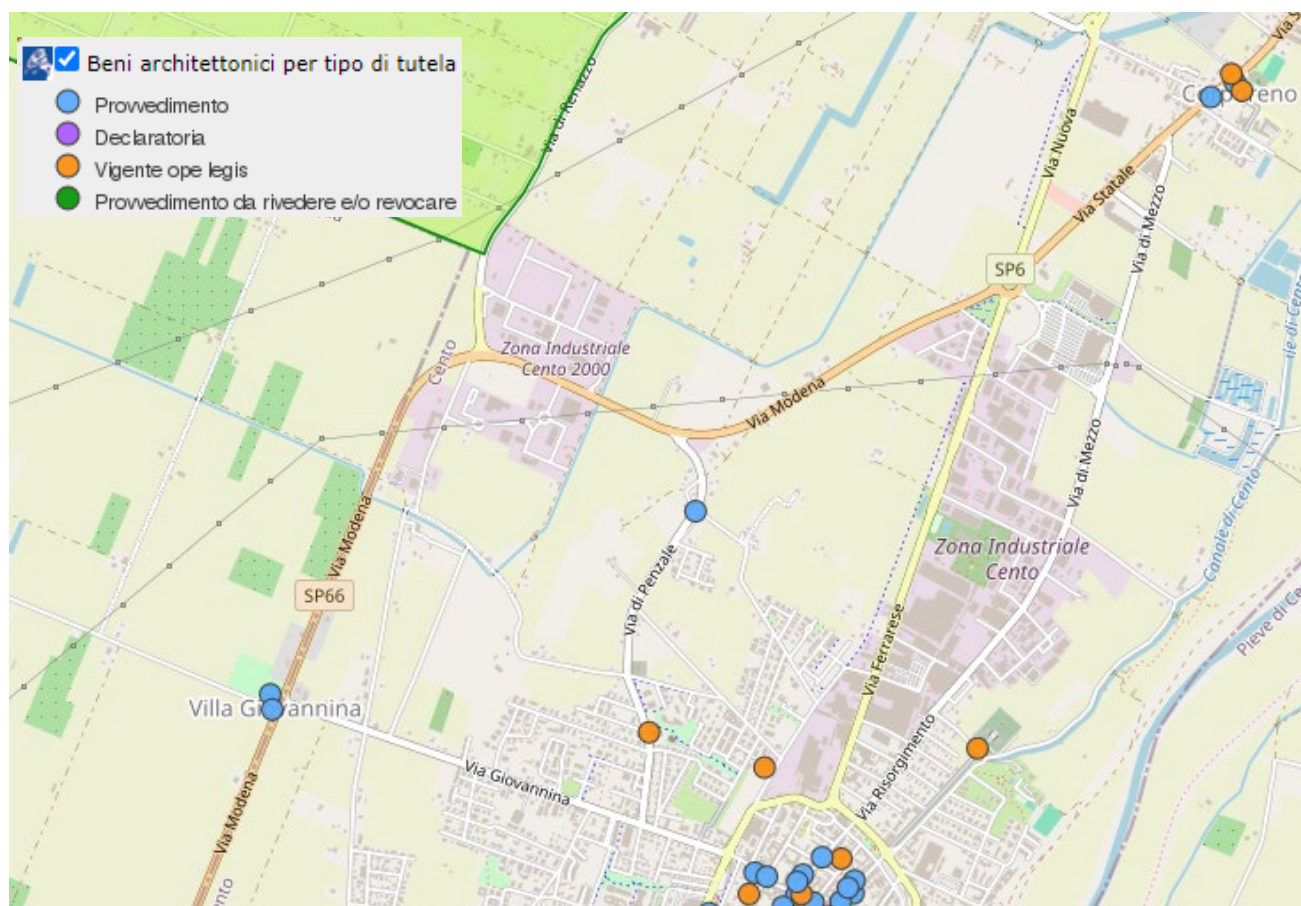 Beni architettonici per tipo di tutela
Provvedimento
Declaratoria
Vigente ope legis
Provvedimento da rivedere e/o revocare
Via di Renazzo
Via Nuova
Via Statale
Via di Mezzo
SP6
Zona Industriale
Cento 2000
Cento
Via Modena
Via Modena
Via di Mezzo
Canale di Cento
Zona Industriale
Cento
Via di Penzale
SP66
Via Ferrarese
Villa Giovannina
Via Giovannina
Via Risorgimento
Via Modena